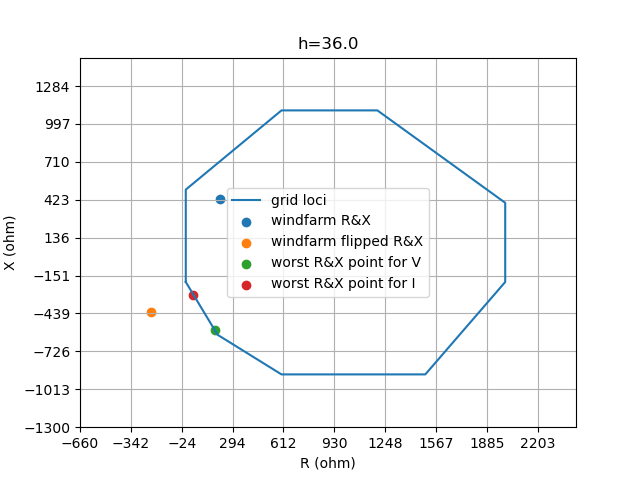 h=36.0
1284
997
710
423
136
−151
−439
−726
−1013
−1300
X (ohm)
grid loci
windfarm R&X
windfarm flipped R&X
worst R&X point for V
worst R&X point for I
−660 −342 −24 294 612 930 1248 1567 1885 2203
R (ohm)